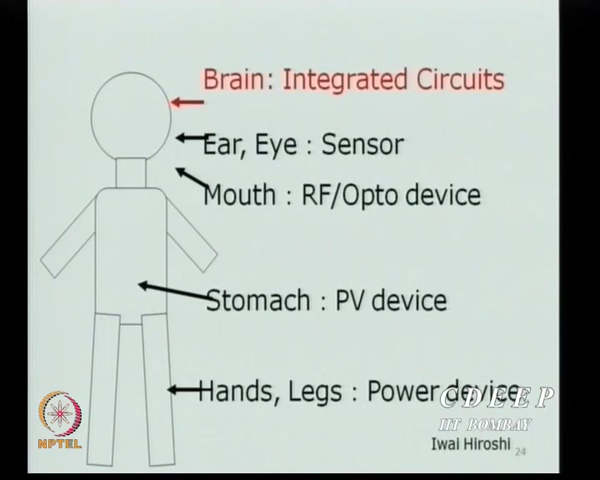 Brain: Integrated Circuits
Ear, Eye : Sensor
Mouth : RF/Opto device
Stomach : PV device
Hands, Legs : Power device
CDEEP
IIT BOMBAY
NPTEL
Iwai Hiroshi
24